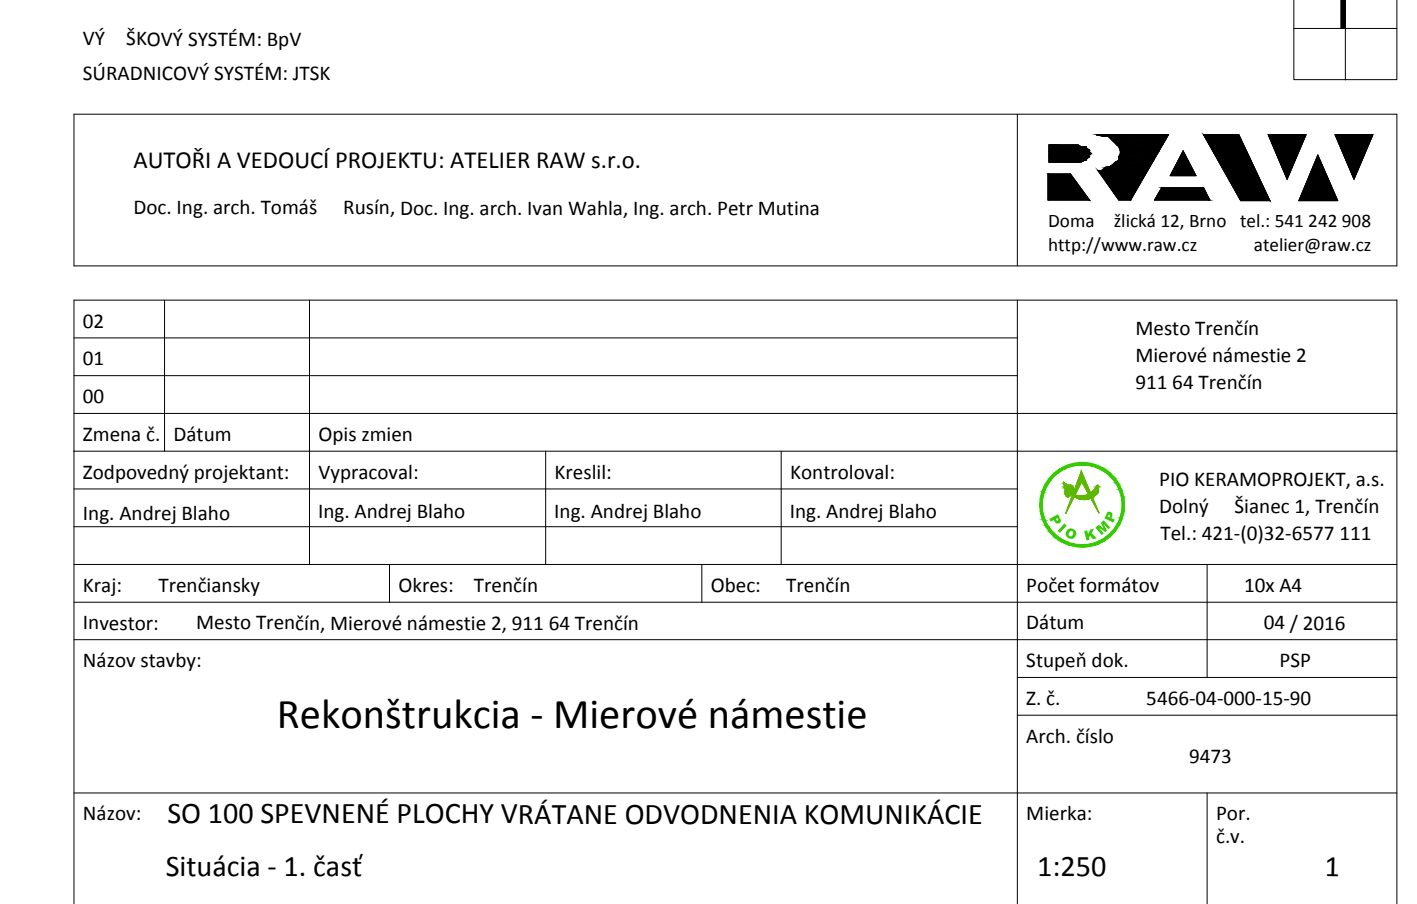 VÝ ŠKOVÝ SYSTÉM: BpV
SÚRADNICOVÝ SYSTÉM: JTSK
AUTOŘI A VEDOUCÍ PROJEKTU: ATELIER RAW s.r.o.
Doc. Ing. arch. Tomáš Rusín, Doc. Ing. arch. Ivan Wahla, Ing. arch. Petr Mutina
RAW
Doma žlická 12, Brno tel.: 541 242 908
http://www.raw.cz atelier@raw.cz
02
01
00
Zmena č. Dátum Opis zmien
Mesto Trenčín
Mierové námestie 2
911 64 Trenčín
Zodpovedný projektant: Vypracoval: Kreslil: Kontroloval:
Ing. Andrej Blaho Ing. Andrej Blaho Ing. Andrej Blaho Ing. Andrej Blaho
PIO KMP
PIO KERAMOPROJEKT, a.s.
Dolný Šianec 1, Trenčín
Tel.: 421-(0)32-6577 111
Kraj: Trenčiansky Okres: Trenčín Obec: Trenčín Počet formátov 10x A4
Investor: Mesto Trenčín, Mierové námestie 2, 911 64 Trenčín Dátum 04 / 2016
Názov stavby: Stupeň dok. PSP
Rekonštrukcia - Mierové námestie
Z. č. 5466-04-000-15-90
Arch. číslo
9473
Názov: SO 100 SPEVNENÉ PLOCHY VRÁTANE ODVODNENIA KOMUNIKÁCIE
Situácia - 1. časť
Mierka:
1:250
Por.
č.v.
1